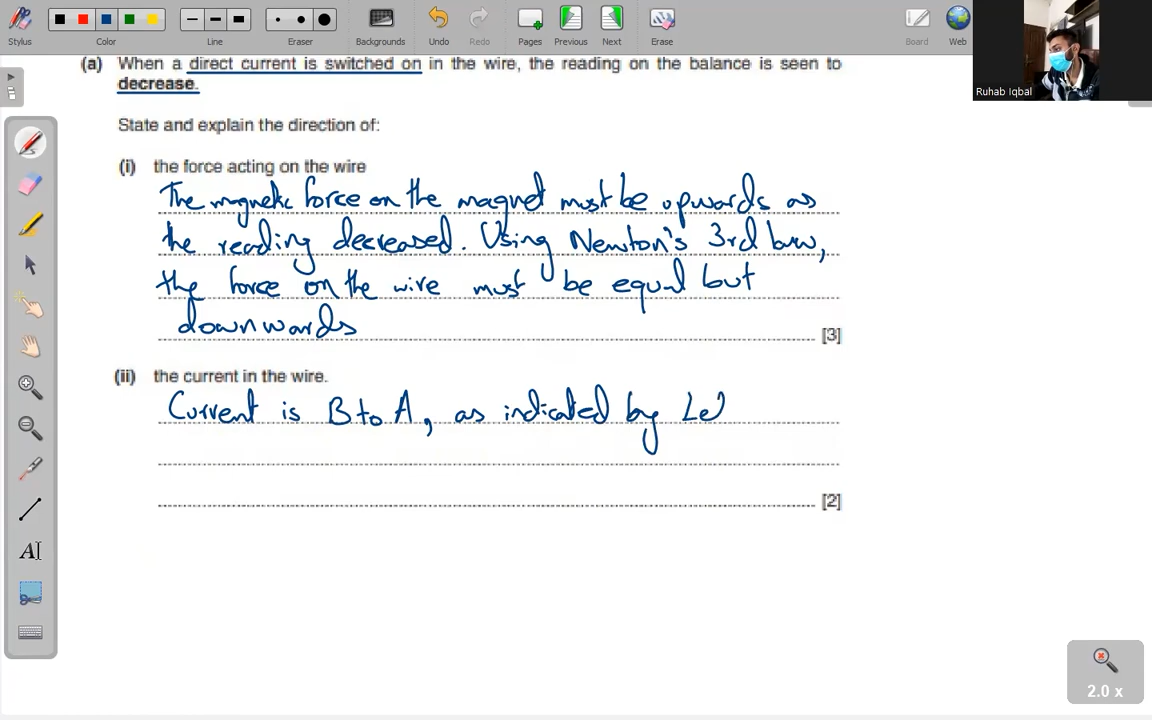 Stylus
Color
Line
Eraser
Backgrounds
Undo
Redo
Pages
Previous
Next
Erase
Board
Web
Ruhab Iqbal
(a) When a direct current is switched on in the wire, the reading on the balance is seen to
decrease.
State and explain the direction of:
(i) the force acting on the wire
The magnetic force on the magnet must be upwards as
the reading decreased. Using Newton's 3rd law,
the force on the wire must be equal but
downwards
[3]
(ii) the current in the wire.
Current is B to A, as indicated by Le
[2]
A
2.0 x